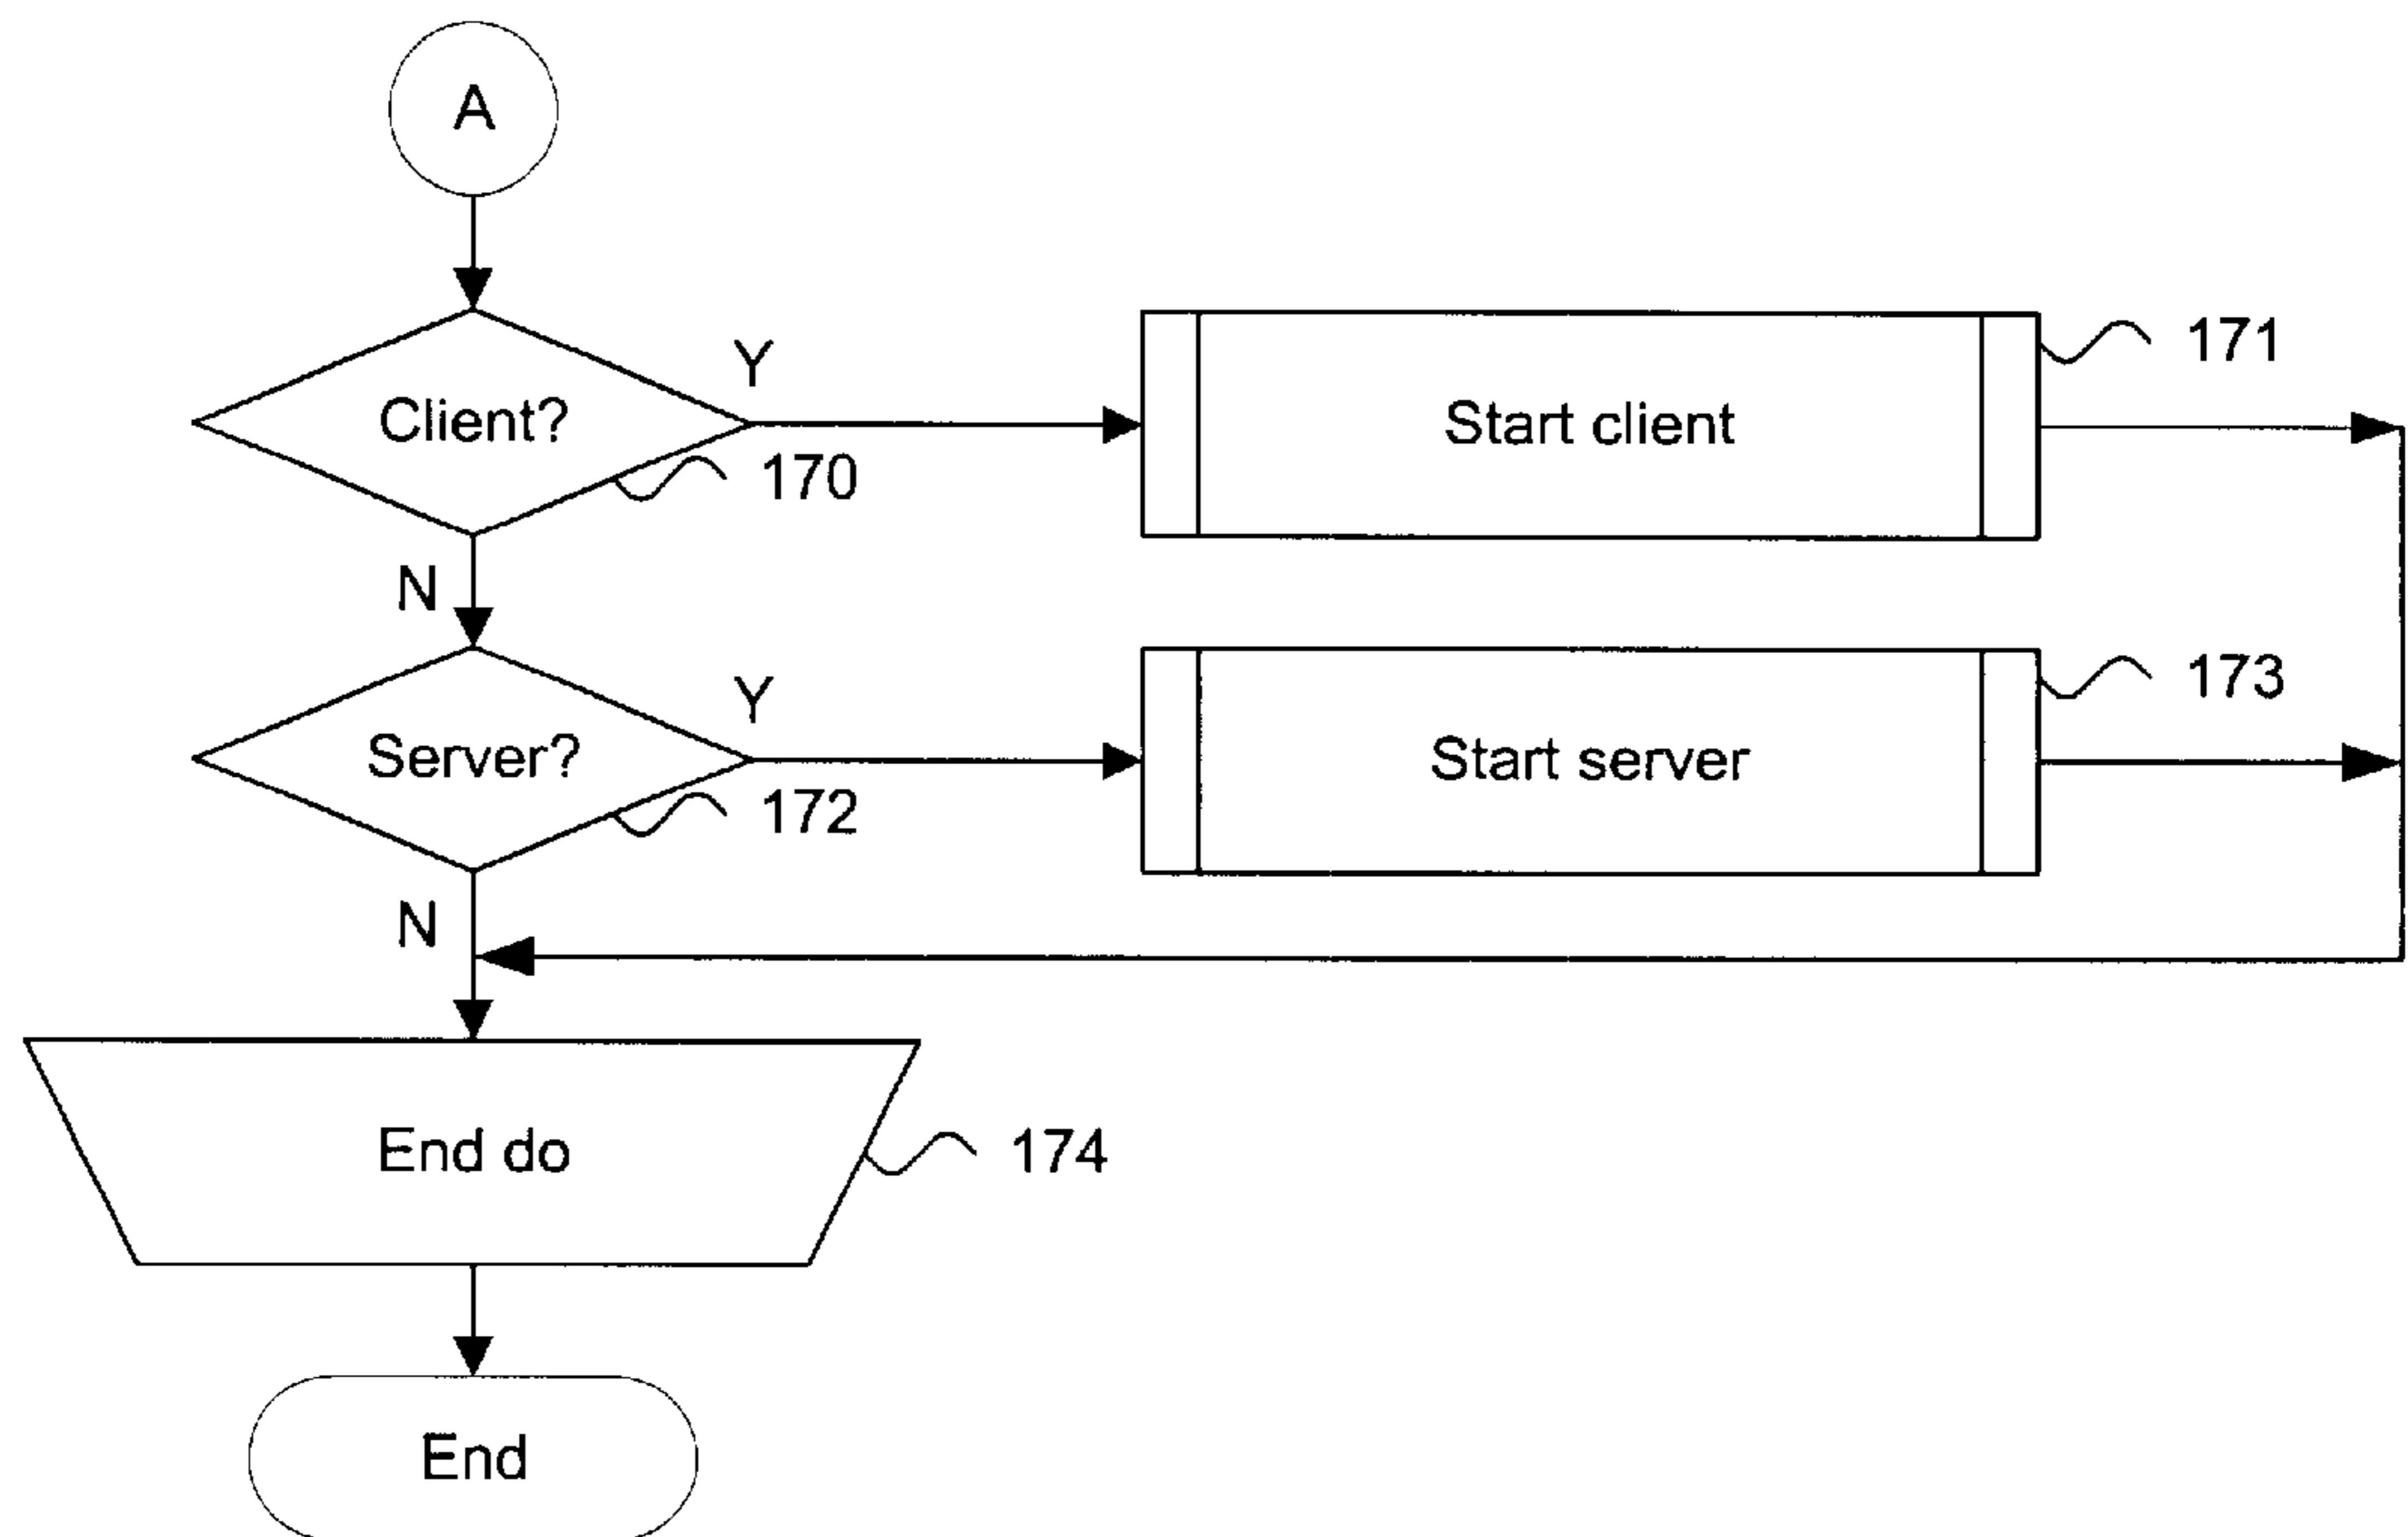 A
Client?
Y
170
Start client
171
N
Server?
Y
172
Start server
173
N
End do
174
End